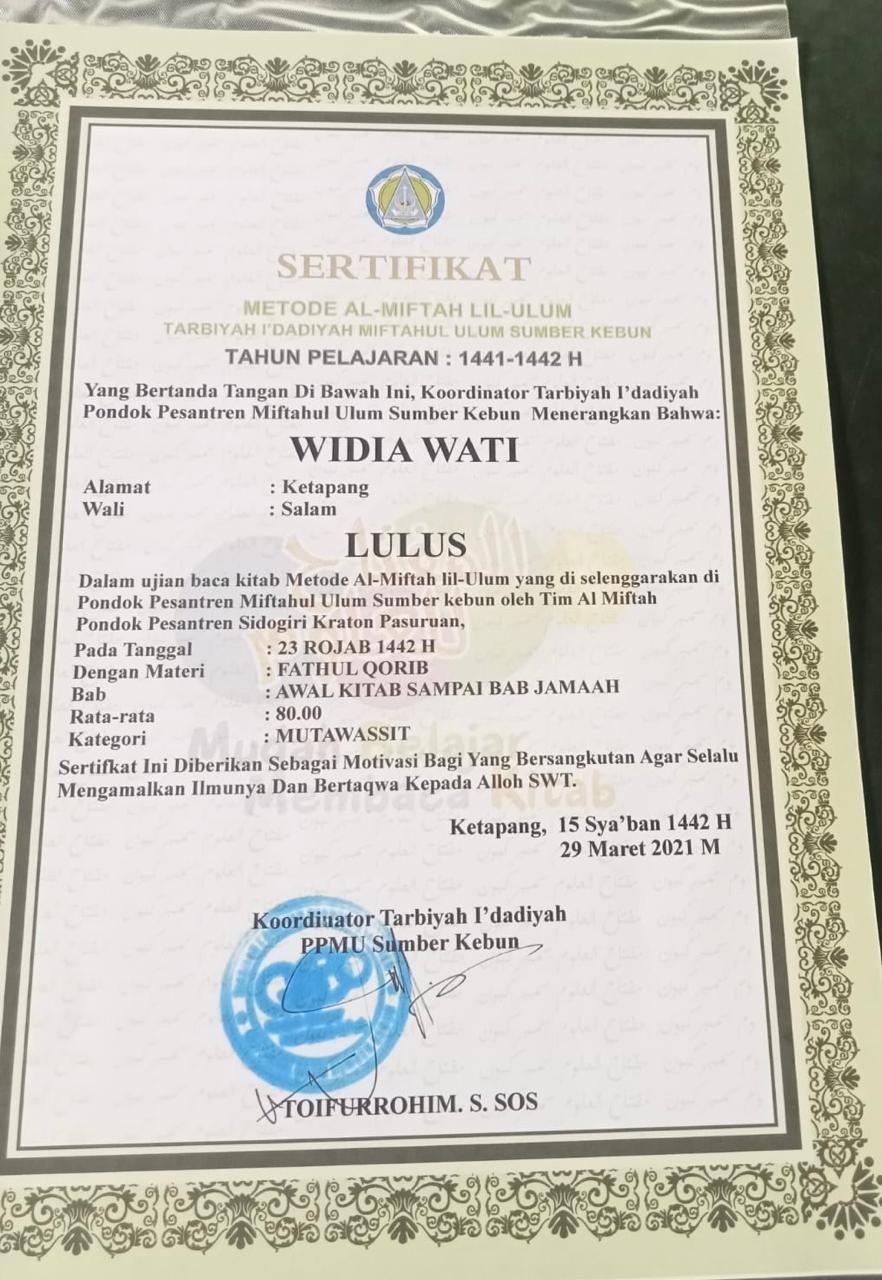 SERTIFIKAT
METODE AL-MIFTAH LIL-ULUM
TARBIYAH I'DADIYAH MIFTAHUL ULUM SUMBER KEBUN
TAHUN PELAJARAN : 1441-1442 H
Yang Bertanda Tangan Di Bawah Ini, Koordinator Tarbiyah I'dadiyah
Pondok Pesantren Miftahul Ulum Sumber Kebun Menerangkan Bahwa:
WIDIA WATI
Alamat : Ketapang
Wali : Salam
LULUS
Dalam ujian baca kitab Metode Al-Miftah lil-Ulum yang di selenggarakan di
Pondok Pesantren Miftahul Ulum Sumber kebun oleh Tim Al Miftah
Pondok Pesantren Sidogiri Kraton Pasuruan,
Pada Tanggal : 23 ROJAB 1442 H
Dengan Materi : FATHUL QORIB
Bab : AWAL KITAB SAMPAI BAB JAMAAH
Rata-rata : 80.00
Kategori : MUTAWASSIT
Mudah Belajar
Membaca Kitab
Sertifkat Ini Diberikan Sebagai Motivasi Bagi Yang Bersangkutan Agar Selalu
Mengamalkan Ilmunya Dan Bertaqwa Kepada Alloh SWT.
Ketapang, 15 Sya'ban 1442 H
29 Maret 2021 M
Koordiuator Tarbiyah I'dadiyah
PPMU Sumber Kebun
TOIFURROHIM. S. SOS